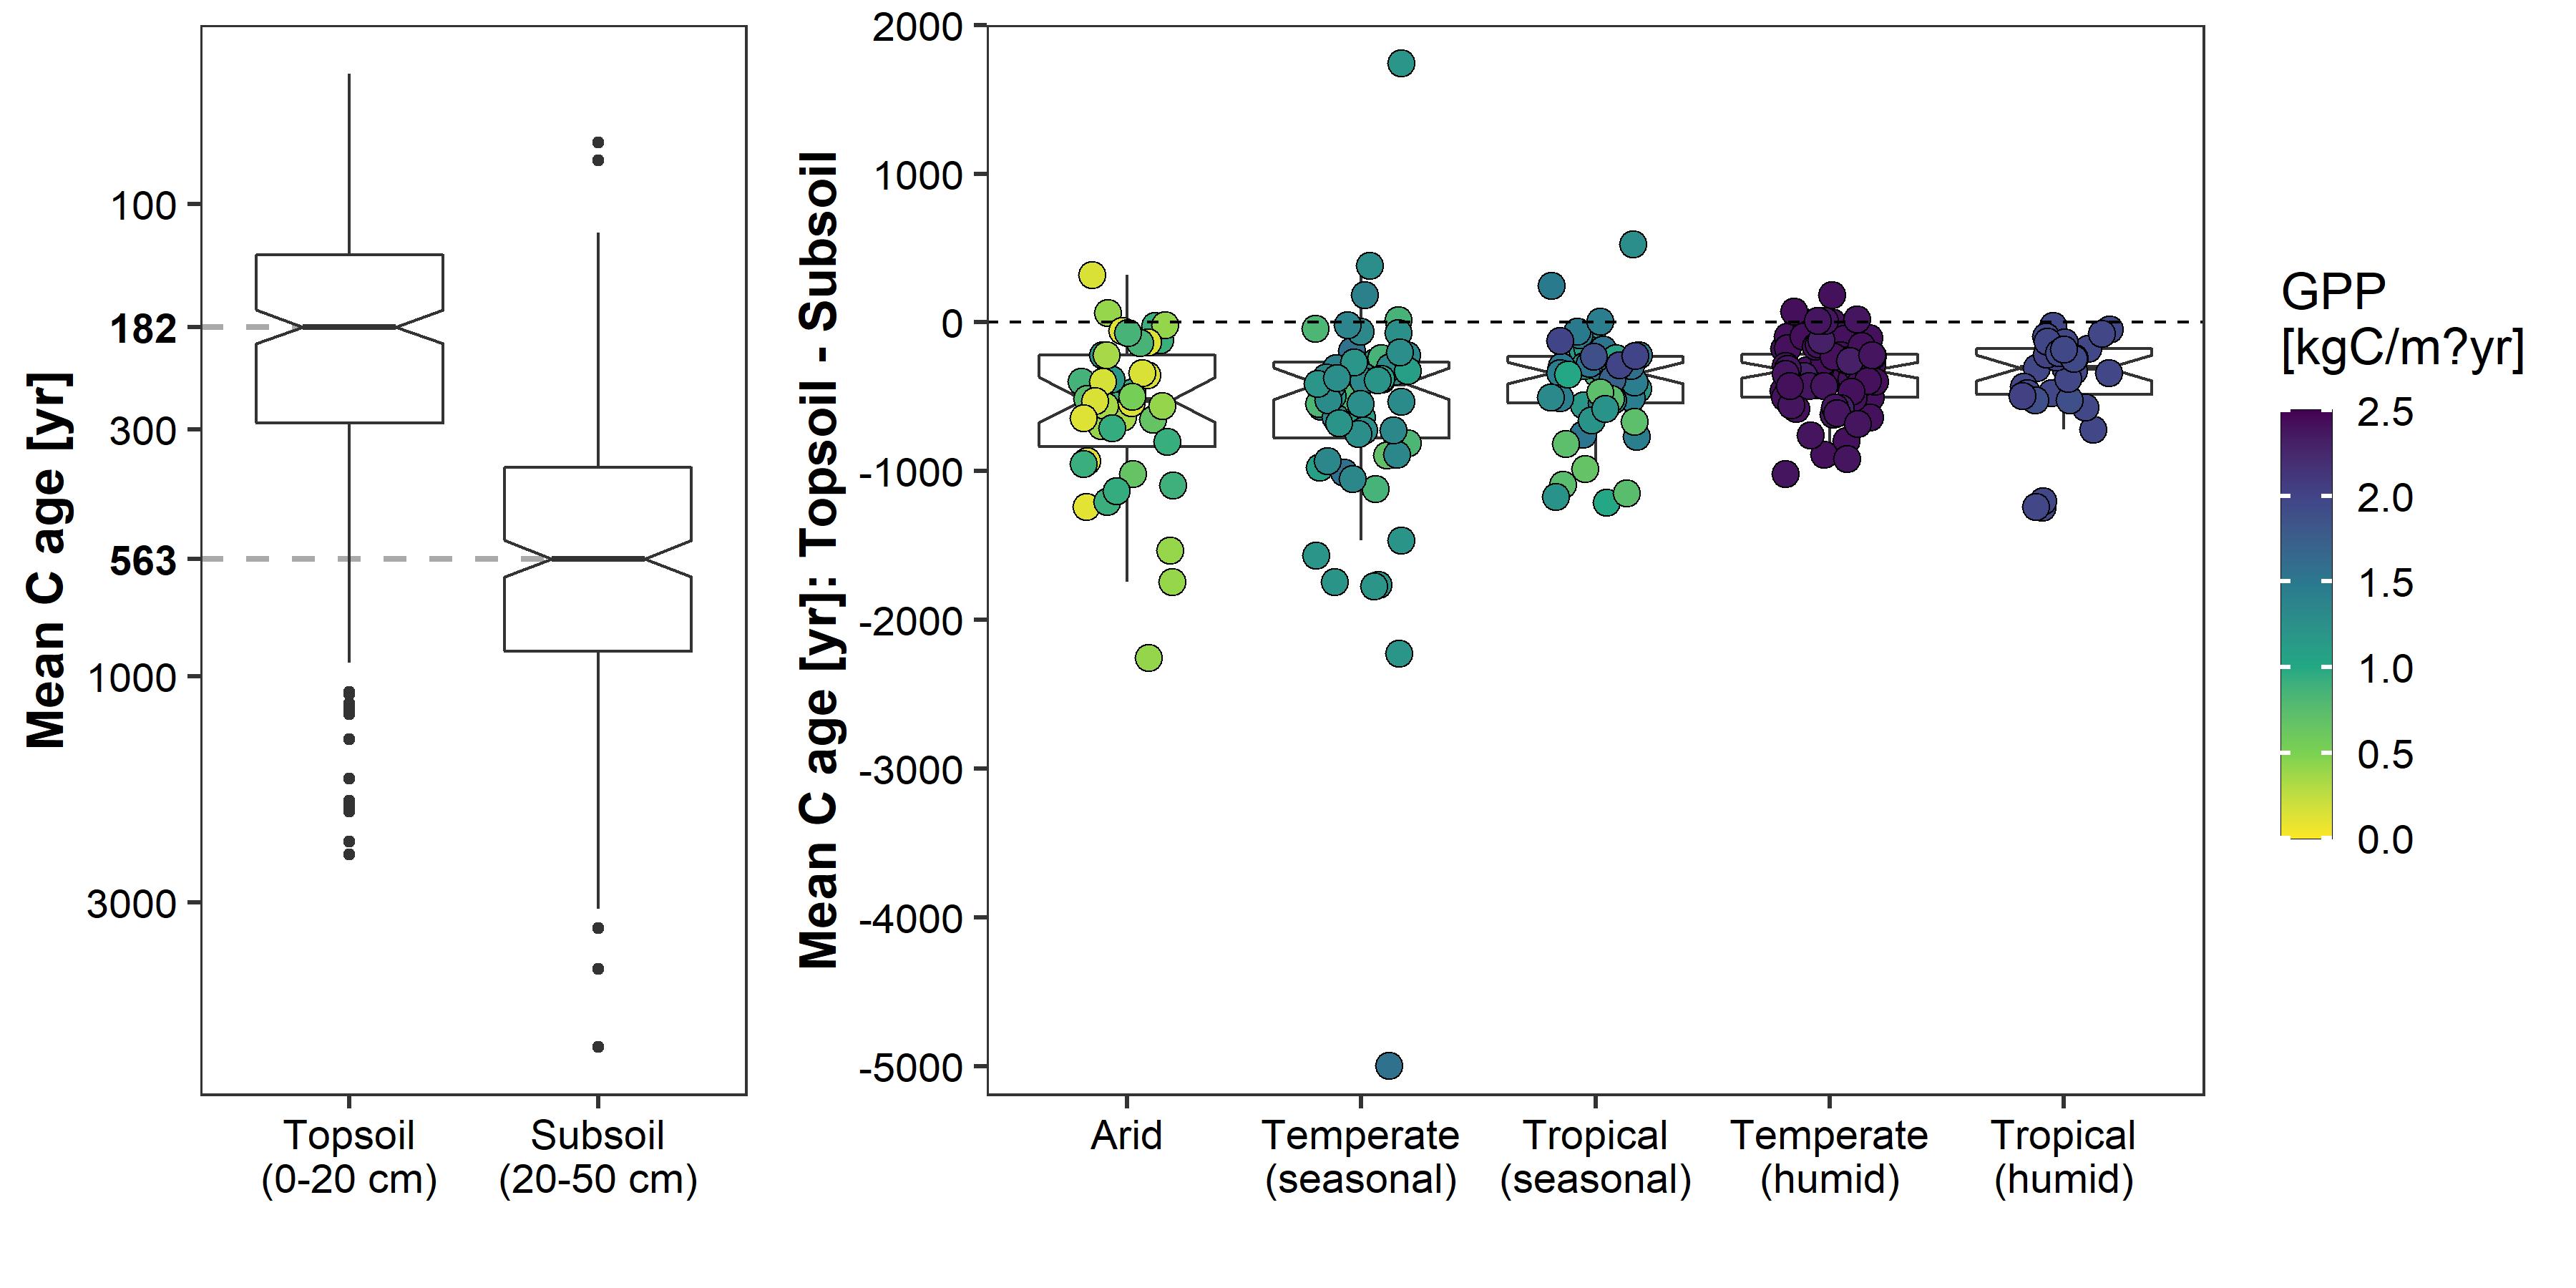 Mean C age [yr]
100
182
300
563
1000
3000
Topsoil
(0-20 cm)
Subsoil
(20-50 cm)
Mean C age [yr]: Topsoil - Subsoil
2000
1000
0
-1000
-2000
-3000
-4000
-5000
Arid
Temperate
(seasonal)
Tropical
(seasonal)
Temperate
(humid)
Tropical
(humid)
GPP
[kgC/m?yr]
2.5
2.0
1.5
1.0
0.5
0.0